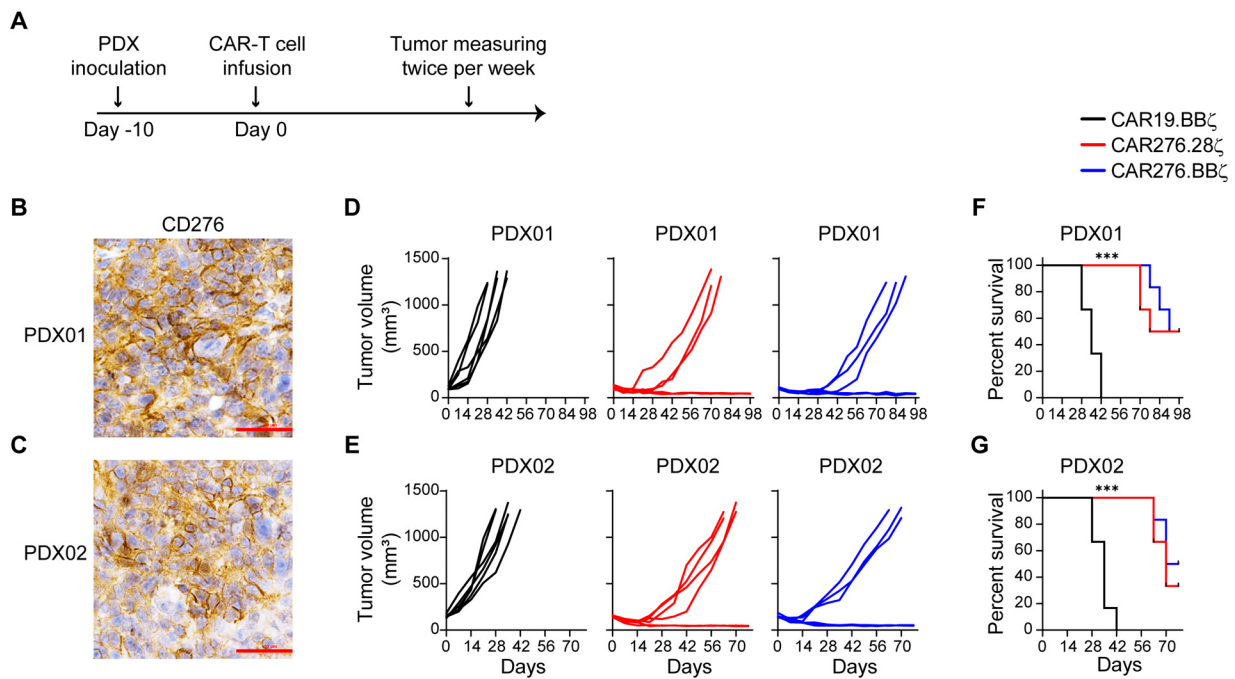 A
PDX
inoculation
CAR-T cell
infusion
Tumor measuring
twice per week
Day -10
Day 0
CAR19.BBζ
CAR276.28ζ
CAR276.BBζ
B
CD276
PDX01
C
PDX02
D
PDX01
PDX01
PDX01
Tumor volume
(mm³)
1500
1000
500
0
0 14 28 42 56 70 84 98
0 14 28 42 56 70 84 98
0 14 28 42 56 70 84 98
E
PDX02
PDX02
PDX02
Tumor volume
(mm³)
1500
1000
500
0
0 14 28 42 56 70
0 14 28 42 56 70
0 14 28 42 56 70
Days
Days
Days
F
PDX01
***
Percent survival
100
80
60
40
20
0
0 14 28 42 56 70 84 98
G
PDX02
***
Percent survival
100
80
60
40
20
0
0 14 28 42 56 70
Days